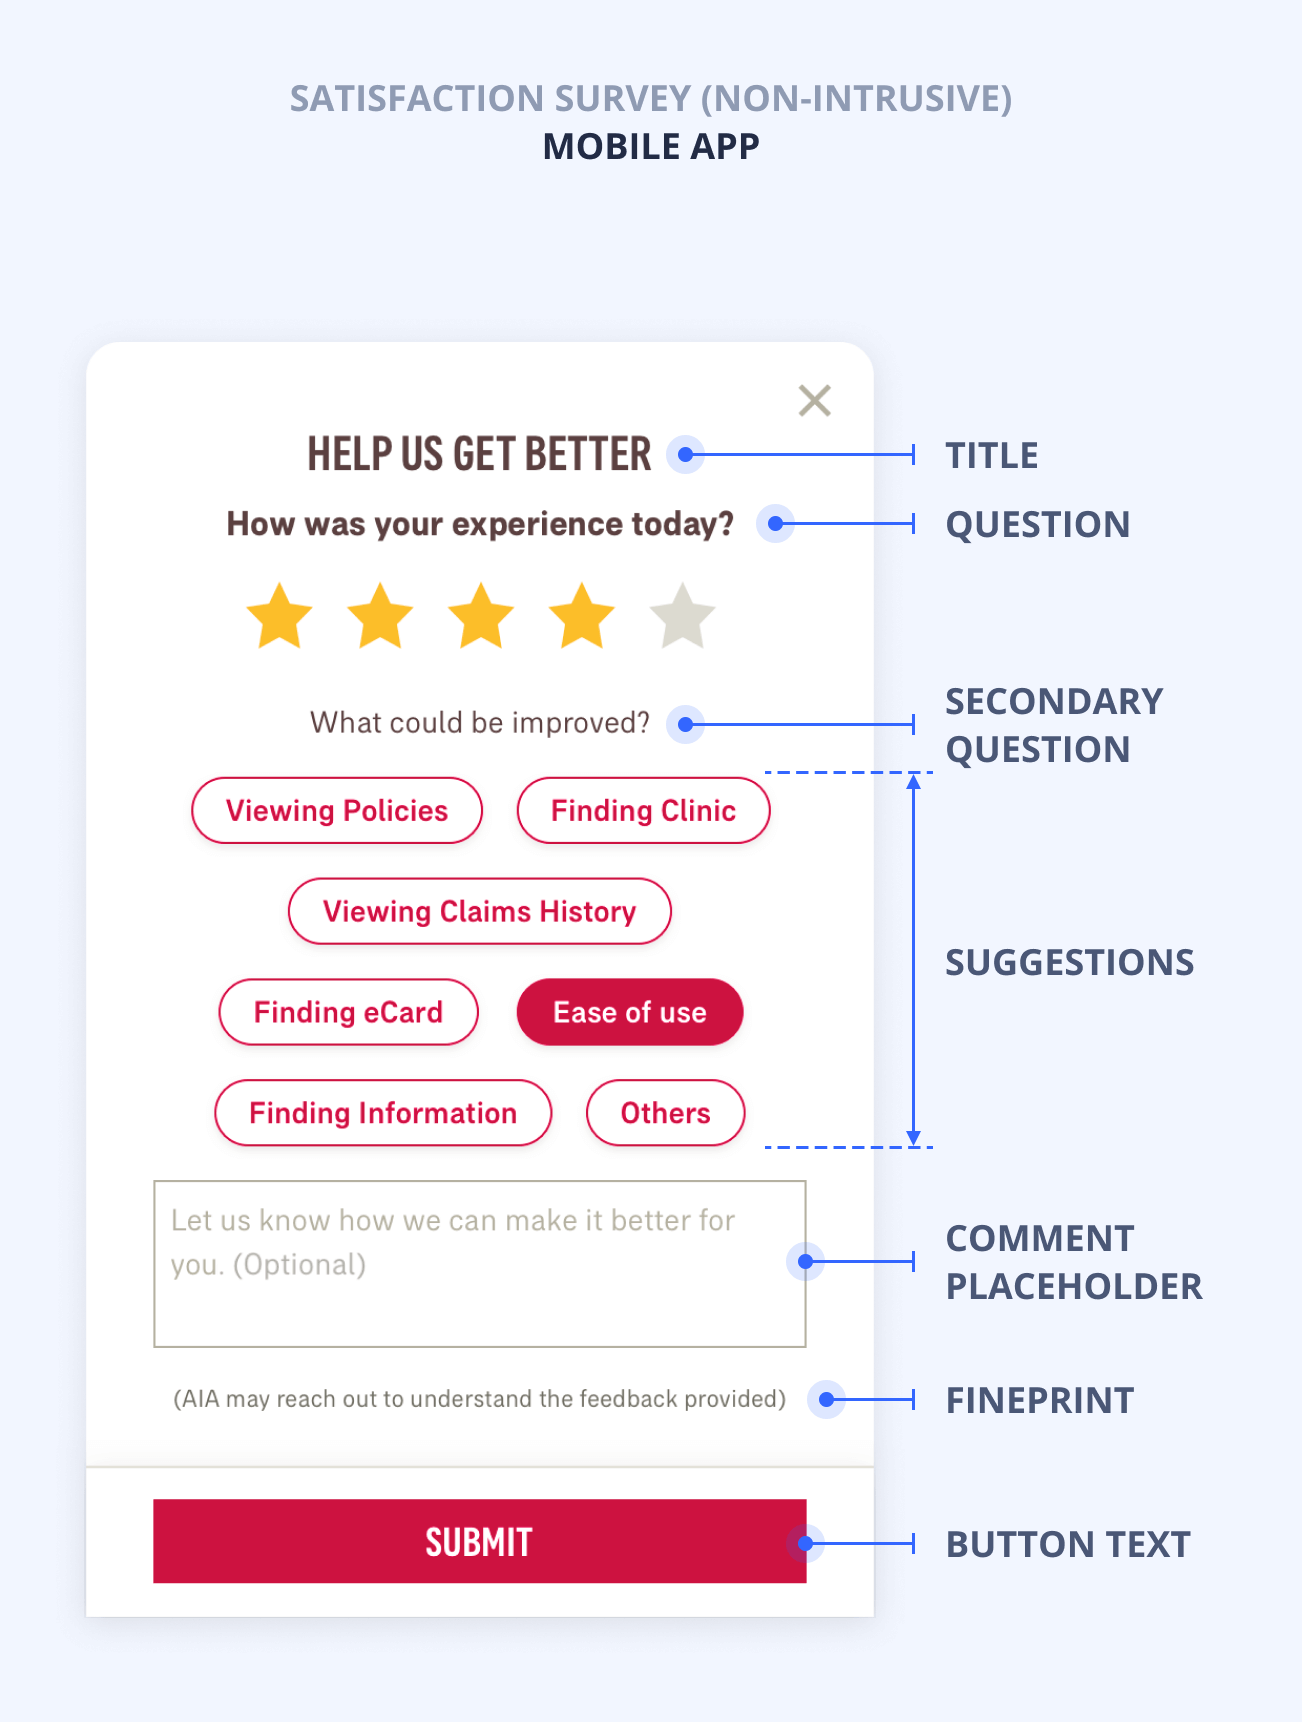 SATISFACTION SURVEY (NON-INTRUSIVE)
MOBILE APP
HELP US GET BETTER
TITLE
How was your experience today?
QUESTION
What could be improved?
SECONDARY
QUESTION
Viewing Policies
Finding Clinic
Viewing Claims History
SUGGESTIONS
Finding eCard
Ease of use
Finding Information
Others
Let us know how we can make it better for
you. (Optional)
COMMENT
PLACEHOLDER
(AIA may reach out to understand the feedback provided)
FINEPRINT
SUBMIT
BUTTON TEXT